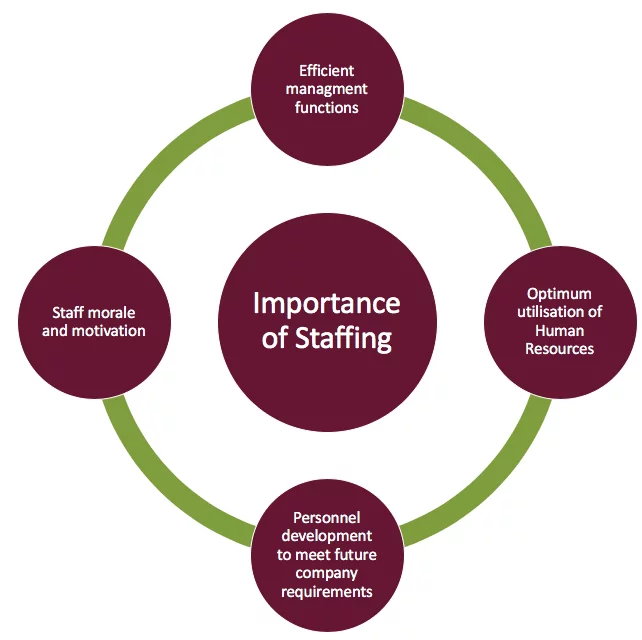 Efficient
managment
functions
Importance
of Staffing
Optimum
utilisation of
Human
Resources
Staff morale
and motivation
Personnel
development
to meet future
company
requirements